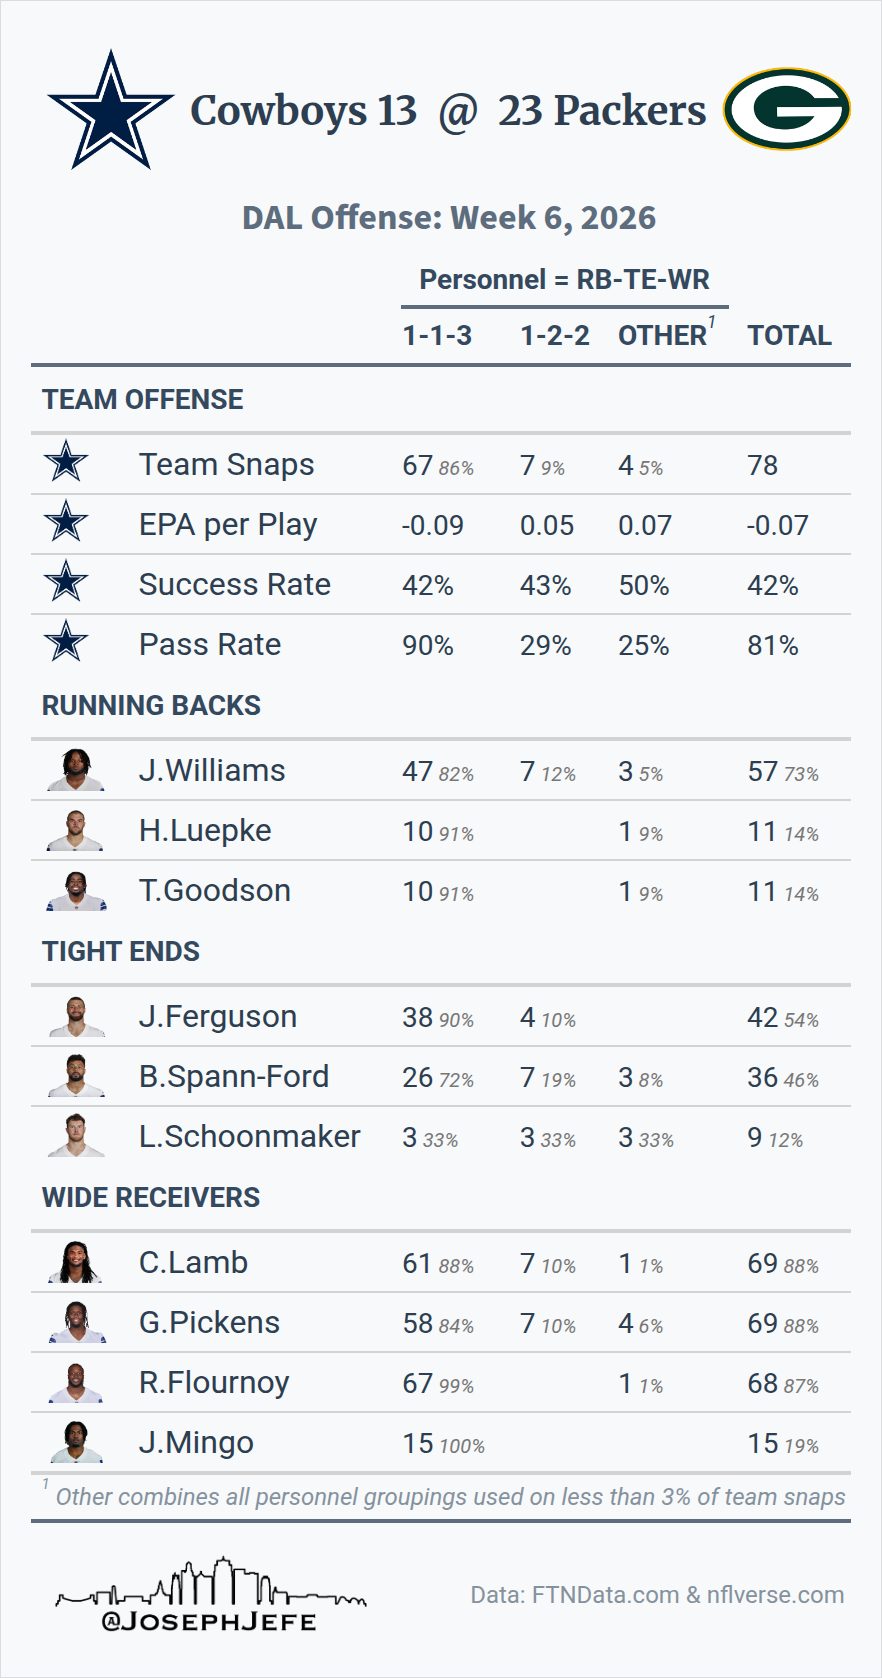 Cowboys 13 @ 23 Packers
G
DAL Offense: Week 6, 2026
Personnel = RB-TE-WR
1-1-3 1-2-2 OTHER1 TOTAL
TEAM OFFENSE
Team Snaps 67 86% 7 9% 4 5% 78
EPA per Play -0.09 0.05 0.07 -0.07
Success Rate 42% 43% 50% 42%
Pass Rate 90% 29% 25% 81%
RUNNING BACKS
J.Williams 47 82% 7 12% 3 5% 57 73%
H.Luepke 10 91% 1 9% 11 14%
T.Goodson 10 91% 1 9% 11 14%
TIGHT ENDS
J.Ferguson 38 90% 4 10% 42 54%
B.Spann-Ford 26 72% 7 19% 3 8% 36 46%
L.Schoonmaker 3 33% 3 33% 3 33% 9 12%
WIDE RECEIVERS
C.Lamb 61 88% 7 10% 1 1% 69 88%
G.Pickens 58 84% 7 10% 4 6% 69 88%
R.Flournoy 67 99% 1 1% 68 87%
J.Mingo 15 100% 15 19%
1 Other combines all personnel groupings used on less than 3% of team snaps
@JosephJefe
Data: FTNData.com & nflverse.com